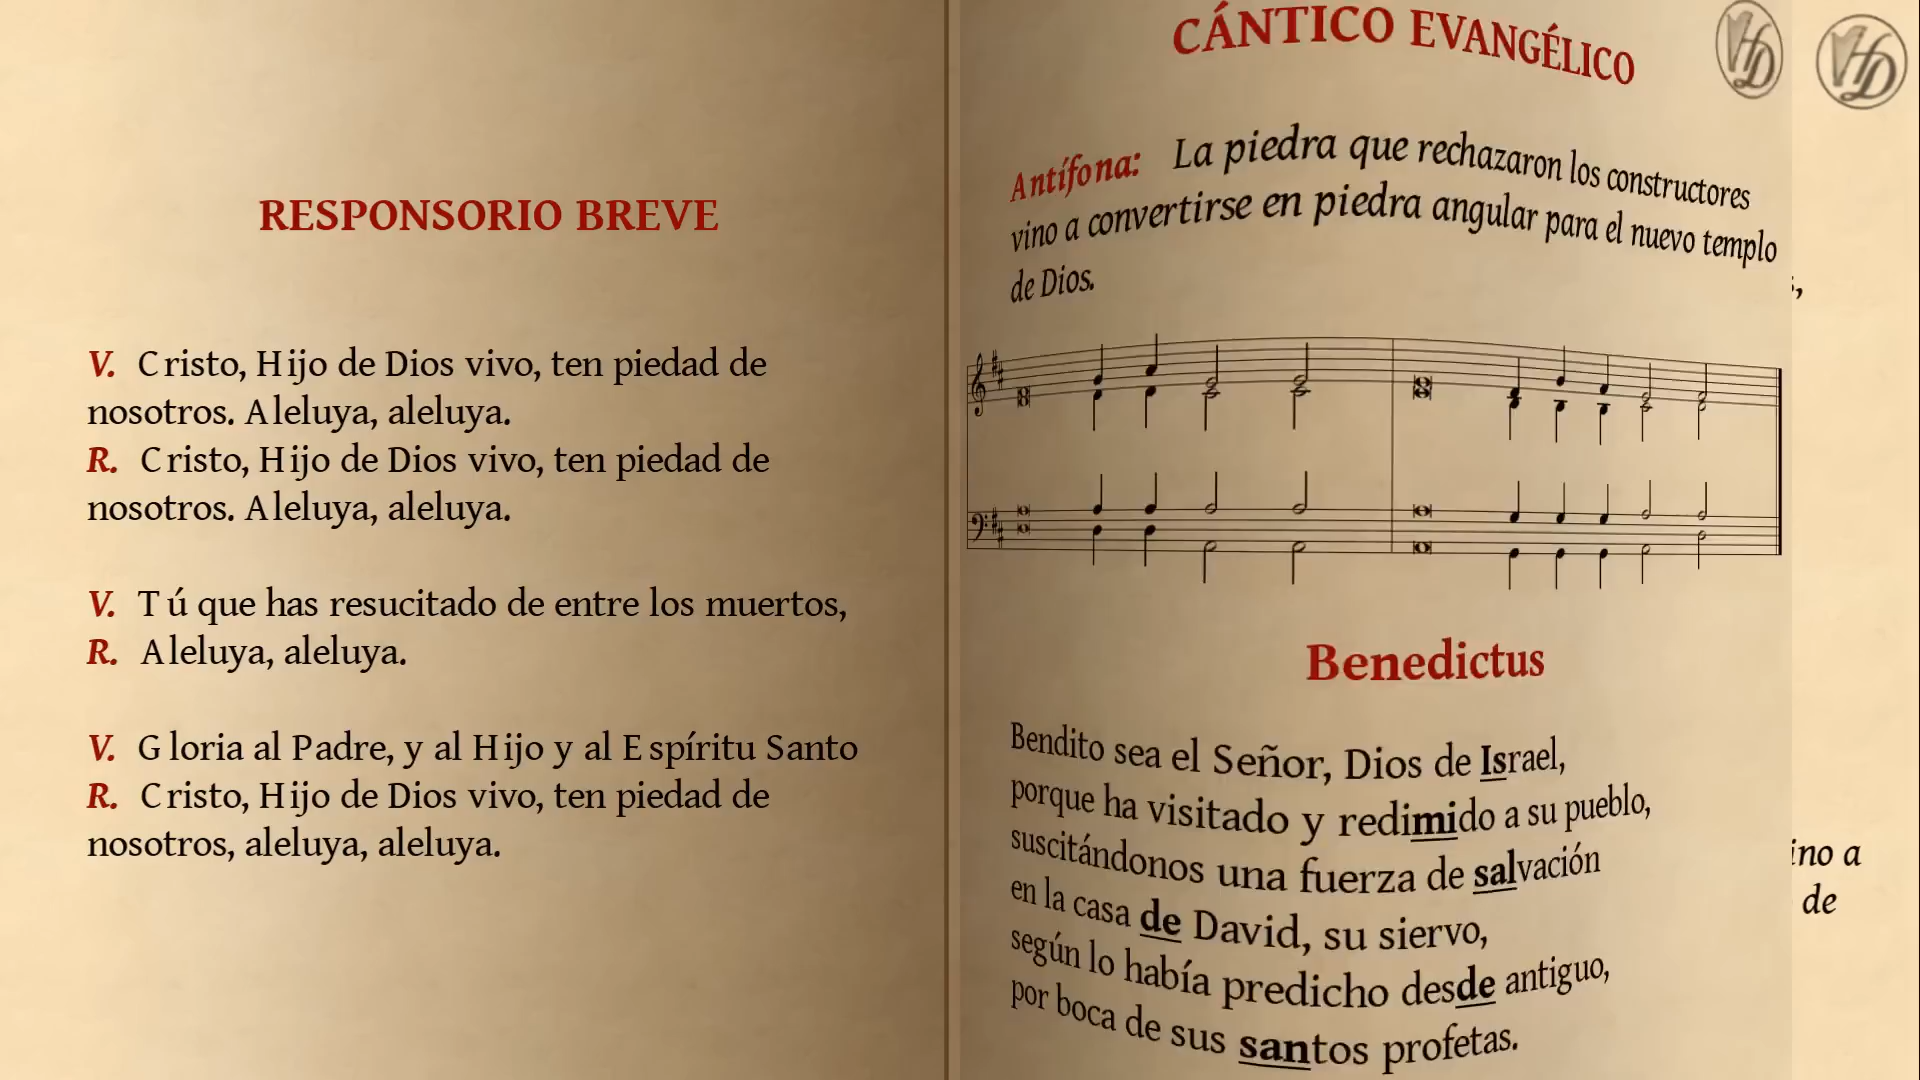 RESPONSORIO BREVE
V. Cristo, Hijo de Dios vivo, ten piedad de
nosotros. Aleluya, aleluya.
R. Cristo, Hijo de Dios vivo, ten piedad de
nosotros. Aleluya, aleluya.
V. Tú que has resucitado de entre los muertos,
R. Aleluya, aleluya.
V. Gloria al Padre, y al Hijo y al Espíritu Santo
R. Cristo, Hijo de Dios vivo, ten piedad de
nosotros, aleluya, aleluya.
CÁNTICO EVANGÉLICO
Antífona: La piedra que rechazaron los constructores
vino a convertirse en piedra angular para el nuevo templo
de Dios.
Benedictus
Bendito sea el Señor, Dios de Israel,
porque ha visitado y redimido a su pueblo,
suscitándonos una fuerza de salvación
en la casa de David, su siervo,
según lo había predicho desde antiguo,
por boca de sus santos profetas.
a
de
HD
HD